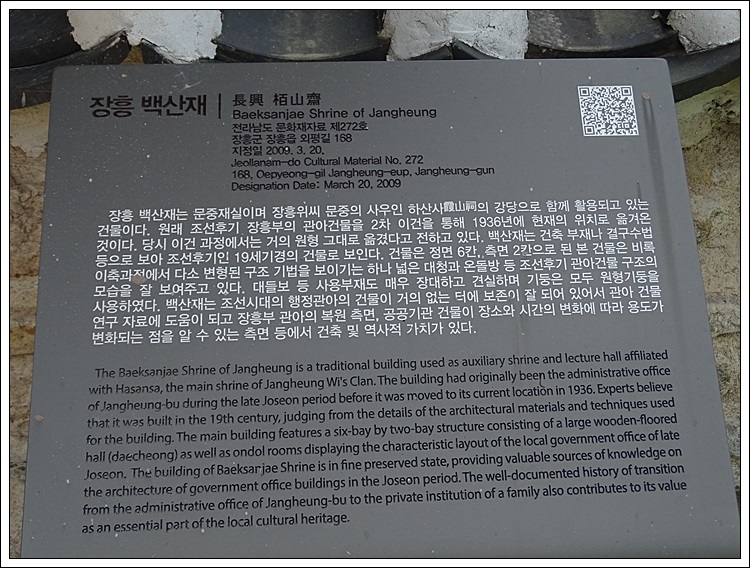 장흥 백산재
長興 栢山齋
Baeksanjae Shrine of Jangheung
전라남도 문화재자료 제272호
장흥군 장흥읍 외평길 168
지정일 2009. 3. 20.
Jeollanam-do Cultural Material No. 272
168, Oepyeong-gil Jangheung-eup, Jangheung-gun
Designation Date: March 20, 2009
장흥 백산재는 문중재실이며 장흥위씨 문중의 사우인 하산사霞山祠의 강당으로 함께 활용되고 있는
건물이다. 원래 조선후기 장흥부의 관아건물을 2차 이건을 통해 1936년에 현재의 위치로 옮겨온
것이다. 당시 이건 과정에서는 거의 원형 그대로 옮겼다고 전하고 있다. 백산재는 건축 부재나 결구수법
등으로 보아 조선후기인 19세기경의 건물로 보인다. 건물은 정면 6칸, 측면 2칸으로 된 본 건물은 비록
이축과정에서 다소 변형된 구조 기법을 보이기는 하나 넓은 대청과 온돌방 등 조선후기 관아건물 구조의
모습을 잘 보여주고 있다. 대들보 등 사용부재도 매우 장대하고 견실하며 기둥은 모두 원형기둥을
사용하였다. 백산재는 조선시대의 행정관아의 건물이 거의 없는 터에 보존이 잘 되어 있어서 관아 건물
연구 자료에 도움이 되고 장흥부 관아의 복원 측면, 공공기관 건물이 장소와 시간의 변화에 따라 용도가
변화되는 점을 알 수 있는 측면 등에서 건축 및 역사적 가치가 있다.
The Baeksanjae Shrine of Jangheung is a traditional building used as auxiliary shrine and lecture hall affiliated
with Hasansa, the main shrine of Jangheung Wi's Clan. The building had originally been the administrative office
of Jangheung-bu during the late Joseon period before it was moved to its current location in 1936. Experts believe
that it was built in the 19th century, judging from the details of the architectural materials and techniques used
for the building. The main building features a six-bay by two-bay structure consisting of a large wooden-floored
hall (daecheong) as well as ondol rooms displaying the characteristic layout of the local government office of late
Joseon. The building of Baeksanjae Shrine is in fine preserved state, providing valuable sources of knowledge on
the architecture of government office buildings in the Joseon period. The well-documented history of transition
from the administrative office of Jangheung-bu to the private institution of a family also contributes to its value
as an essential part of the local cultural heritage.